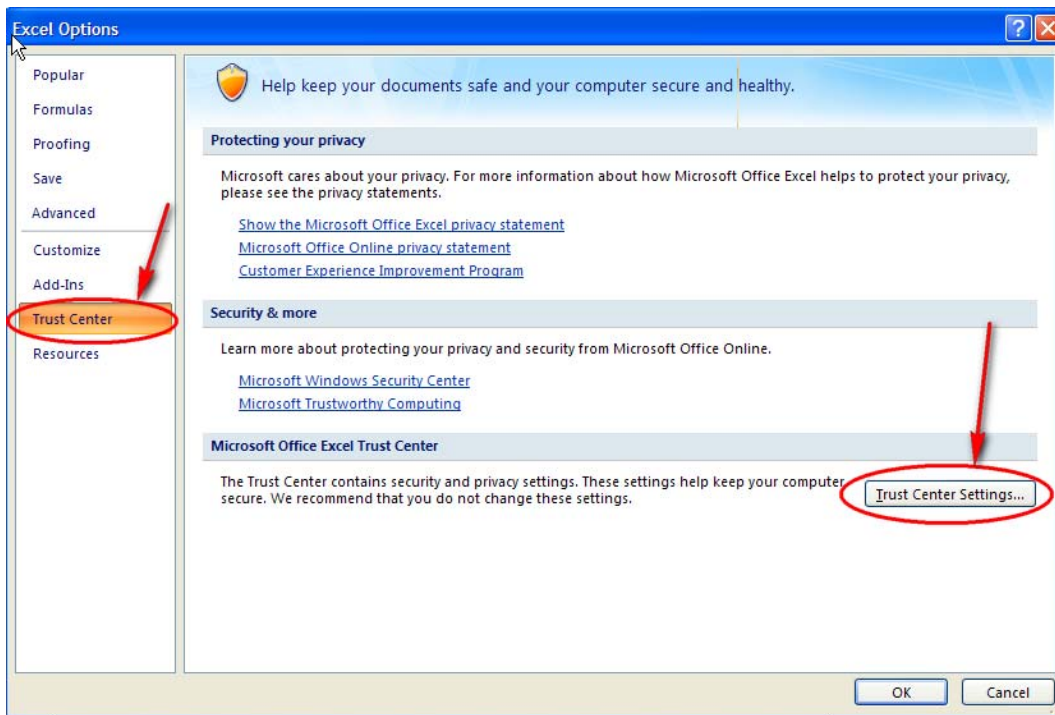 Excel Options
Popular
Formulas
Proofing
Save
Advanced
Customize
Add-Ins
Trust Center
Resources
Help keep your documents safe and your computer secure and healthy.
Protecting your privacy
Microsoft cares about your privacy. For more information about how Microsoft Office Excel helps to protect your privacy,
please see the privacy statements.
Show the Microsoft Office Excel privacy statement
Microsoft Office Online privacy statement
Customer Experience Improvement Program
Security & more
Learn more about protecting your privacy and security from Microsoft Office Online.
Microsoft Windows Security Center
Microsoft Trustworthy Computing
Microsoft Office Excel Trust Center
The Trust Center contains security and privacy settings. These settings help keep your computer
secure. We recommend that you do not change these settings.
Trust Center Settings...
OK
Cancel